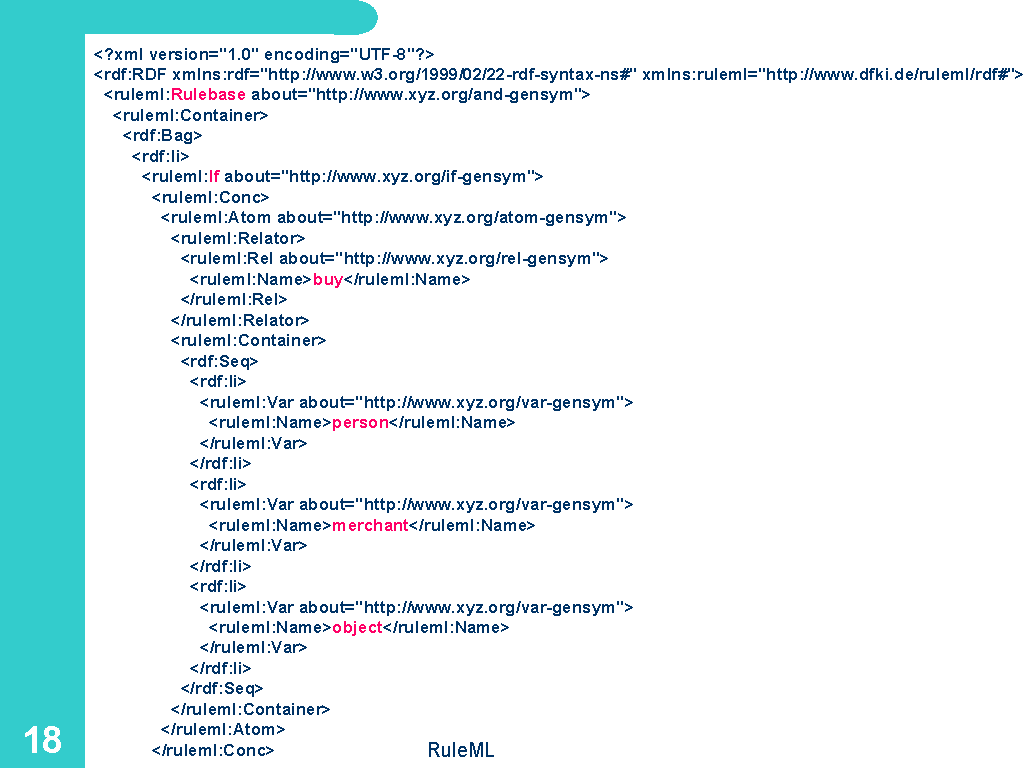 <?xml version="1.0" encoding="UTF-8"?>
<rdf:RDF xmlns:rdf="http://www.w3.org/1999/02/22-rdf-syntax-ns#" xmlns:ruleml="http://www.dfki.de/ruleml/rdf#">
<ruleml:Rulebase about="http://www.xyz.org/and-gensym">
<ruleml:Container>
<rdf:Bag>
<rdf:li>
<ruleml:If about="http://www.xyz.org/if-gensym">
<ruleml:Conc>
<ruleml:Atom about="http://www.xyz.org/atom-gensym">
<ruleml:Relator>
<ruleml:Rel about="http://www.xyz.org/rel-gensym">
<ruleml:Name>buy</ruleml:Name>
</ruleml:Rel>
</ruleml:Relator>
<ruleml:Container>
<rdf:Seq>
<rdf:li>
<ruleml:Var about="http://www.xyz.org/var-gensym">
<ruleml:Name>person</ruleml:Name>
</ruleml:Var>
</rdf:li>
<rdf:li>
<ruleml:Var about="http://www.xyz.org/var-gensym">
<ruleml:Name>merchant</ruleml:Name>
</ruleml:Var>
</rdf:li>
<rdf:li>
<ruleml:Var about="http://www.xyz.org/var-gensym">
<ruleml:Name>object</ruleml:Name>
</ruleml:Var>
</rdf:li>
</rdf:Seq>
</ruleml:Container>
</ruleml:Atom>
</ruleml:Conc>
18
RuleML